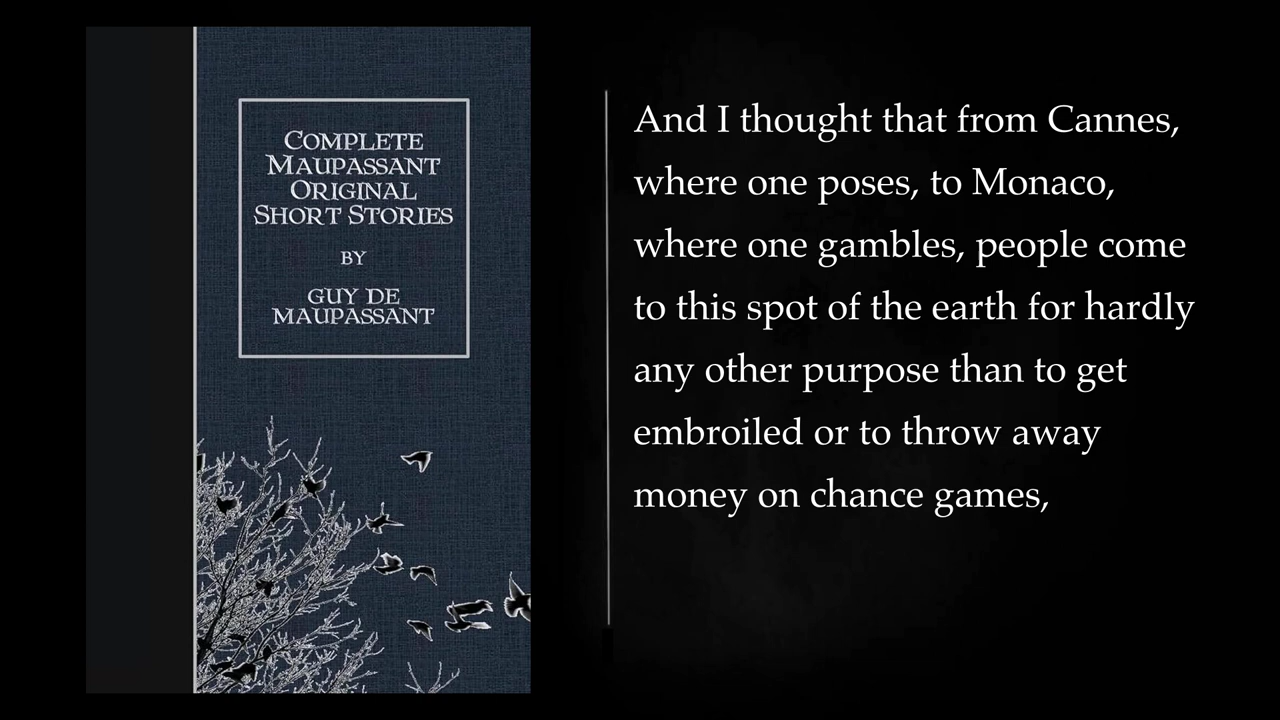 COMPLETE
MAUPASSANT
ORIGINAL
SHORT STORIES
BY
GUY DE
MAUPASSANT
And I thought that from Cannes,
where one poses, to Monaco,
where one gambles, people come
to this spot of the earth for hardly
any other purpose than to get
embroiled or to throw away
money on chance games,